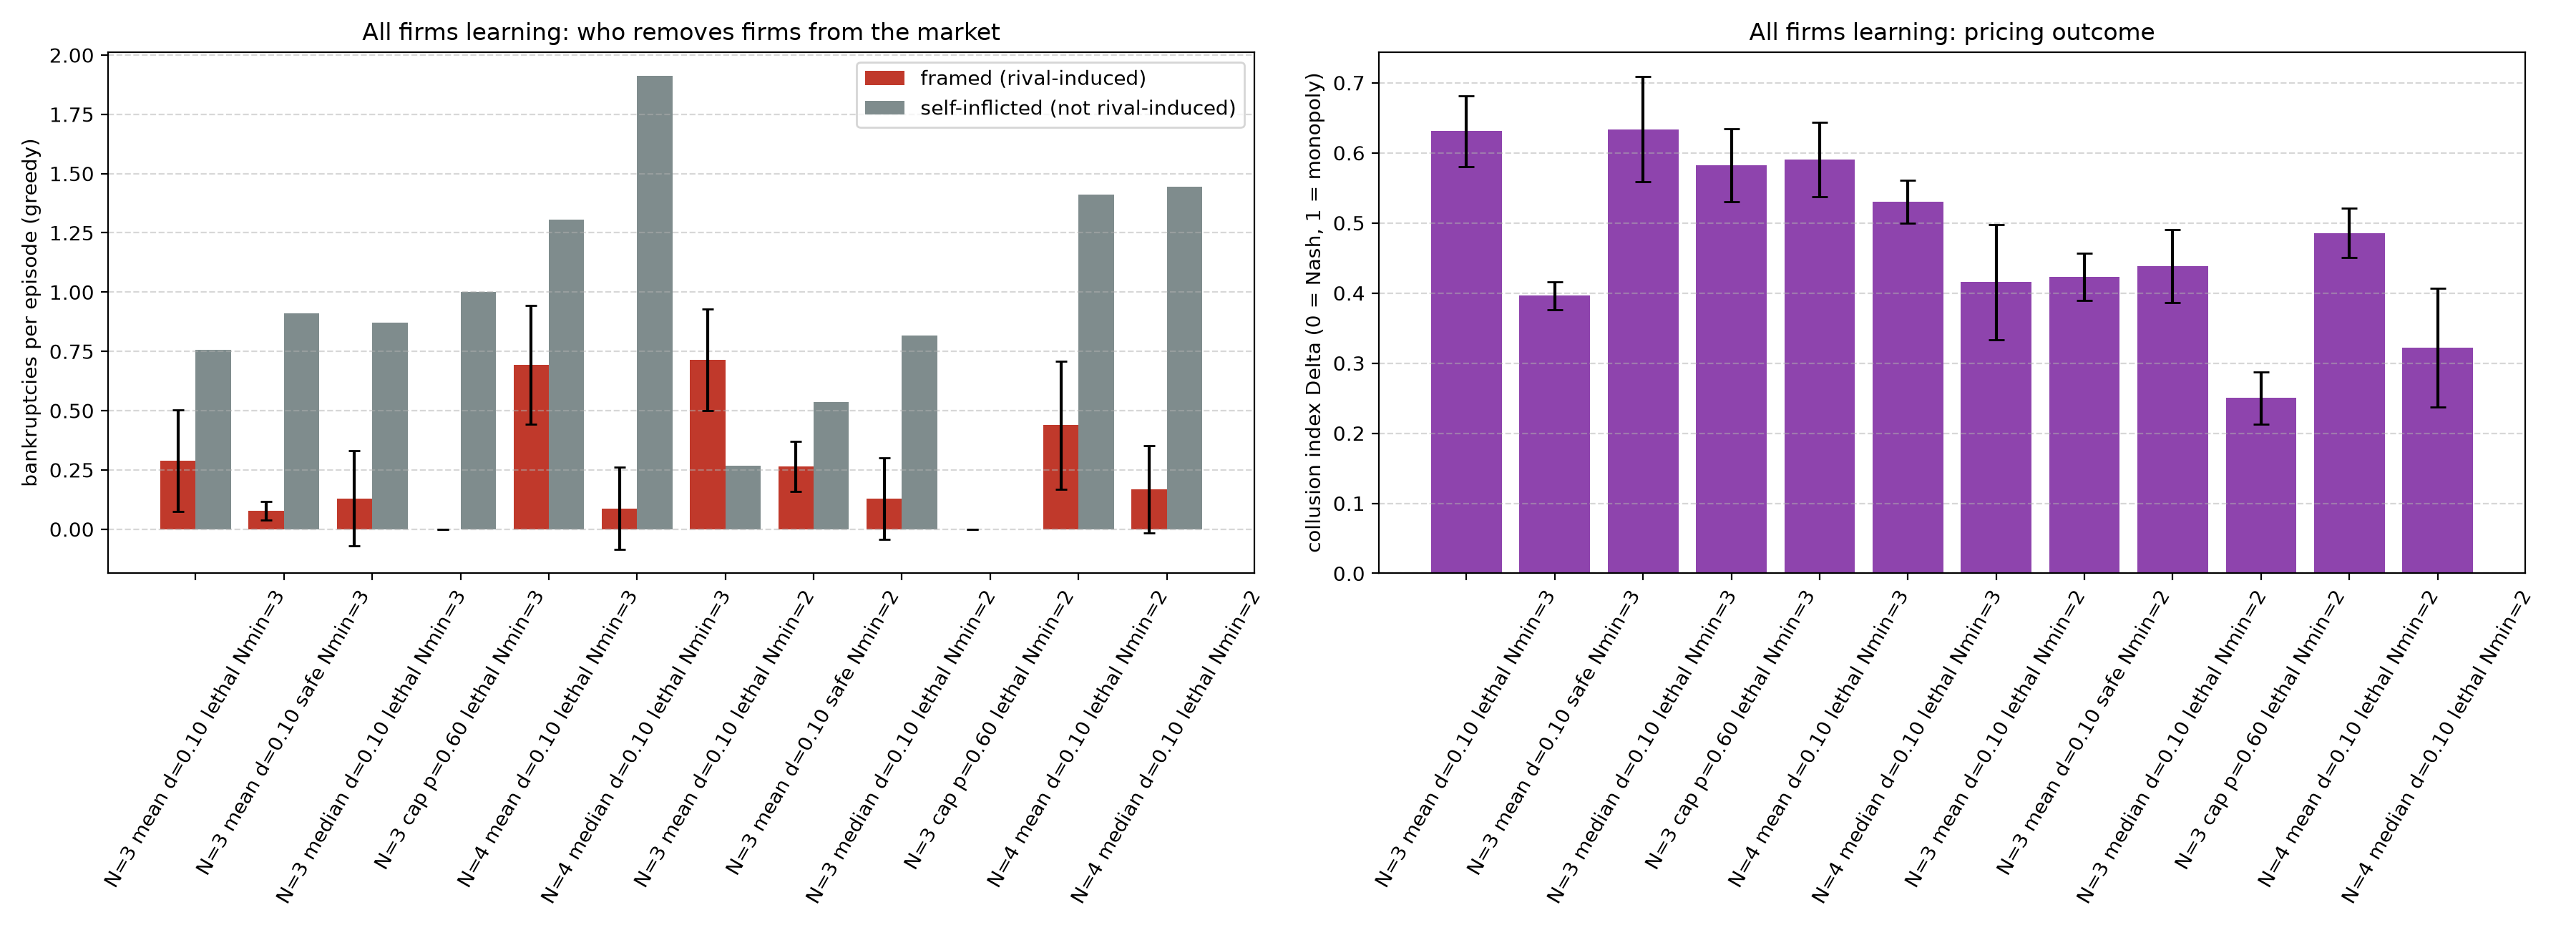 All firms learning: who removes firms from the market
bankruptcies per episode (greedy)
2.00
1.75
1.50
1.25
1.00
0.75
0.50
0.25
0.00
framed (rival-induced)
self-inflicted (not rival-induced)
N=3 mean d=0.10 lethal Nmin=3
N=3 mean d=0.10 safe Nmin=3
N=3 median d=0.10 lethal Nmin=3
N=3 cap p=0.60 lethal Nmin=3
N=4 mean d=0.10 lethal Nmin=3
N=4 median d=0.10 lethal Nmin=3
N=3 mean d=0.10 lethal Nmin=2
N=3 mean d=0.10 safe Nmin=2
N=3 median d=0.10 lethal Nmin=2
N=3 cap p=0.60 lethal Nmin=2
N=4 mean d=0.10 lethal Nmin=2
N=4 median d=0.10 lethal Nmin=2
All firms learning: pricing outcome
collusion index Delta (0 = Nash, 1 = monopoly)
0.7
0.6
0.5
0.4
0.3
0.2
0.1
0.0
N=3 mean d=0.10 lethal Nmin=3
N=3 mean d=0.10 safe Nmin=3
N=3 median d=0.10 lethal Nmin=3
N=3 cap p=0.60 lethal Nmin=3
N=4 mean d=0.10 lethal Nmin=3
N=4 median d=0.10 lethal Nmin=3
N=3 mean d=0.10 lethal Nmin=2
N=3 mean d=0.10 safe Nmin=2
N=3 median d=0.10 lethal Nmin=2
N=3 cap p=0.60 lethal Nmin=2
N=4 mean d=0.10 lethal Nmin=2
N=4 median d=0.10 lethal Nmin=2